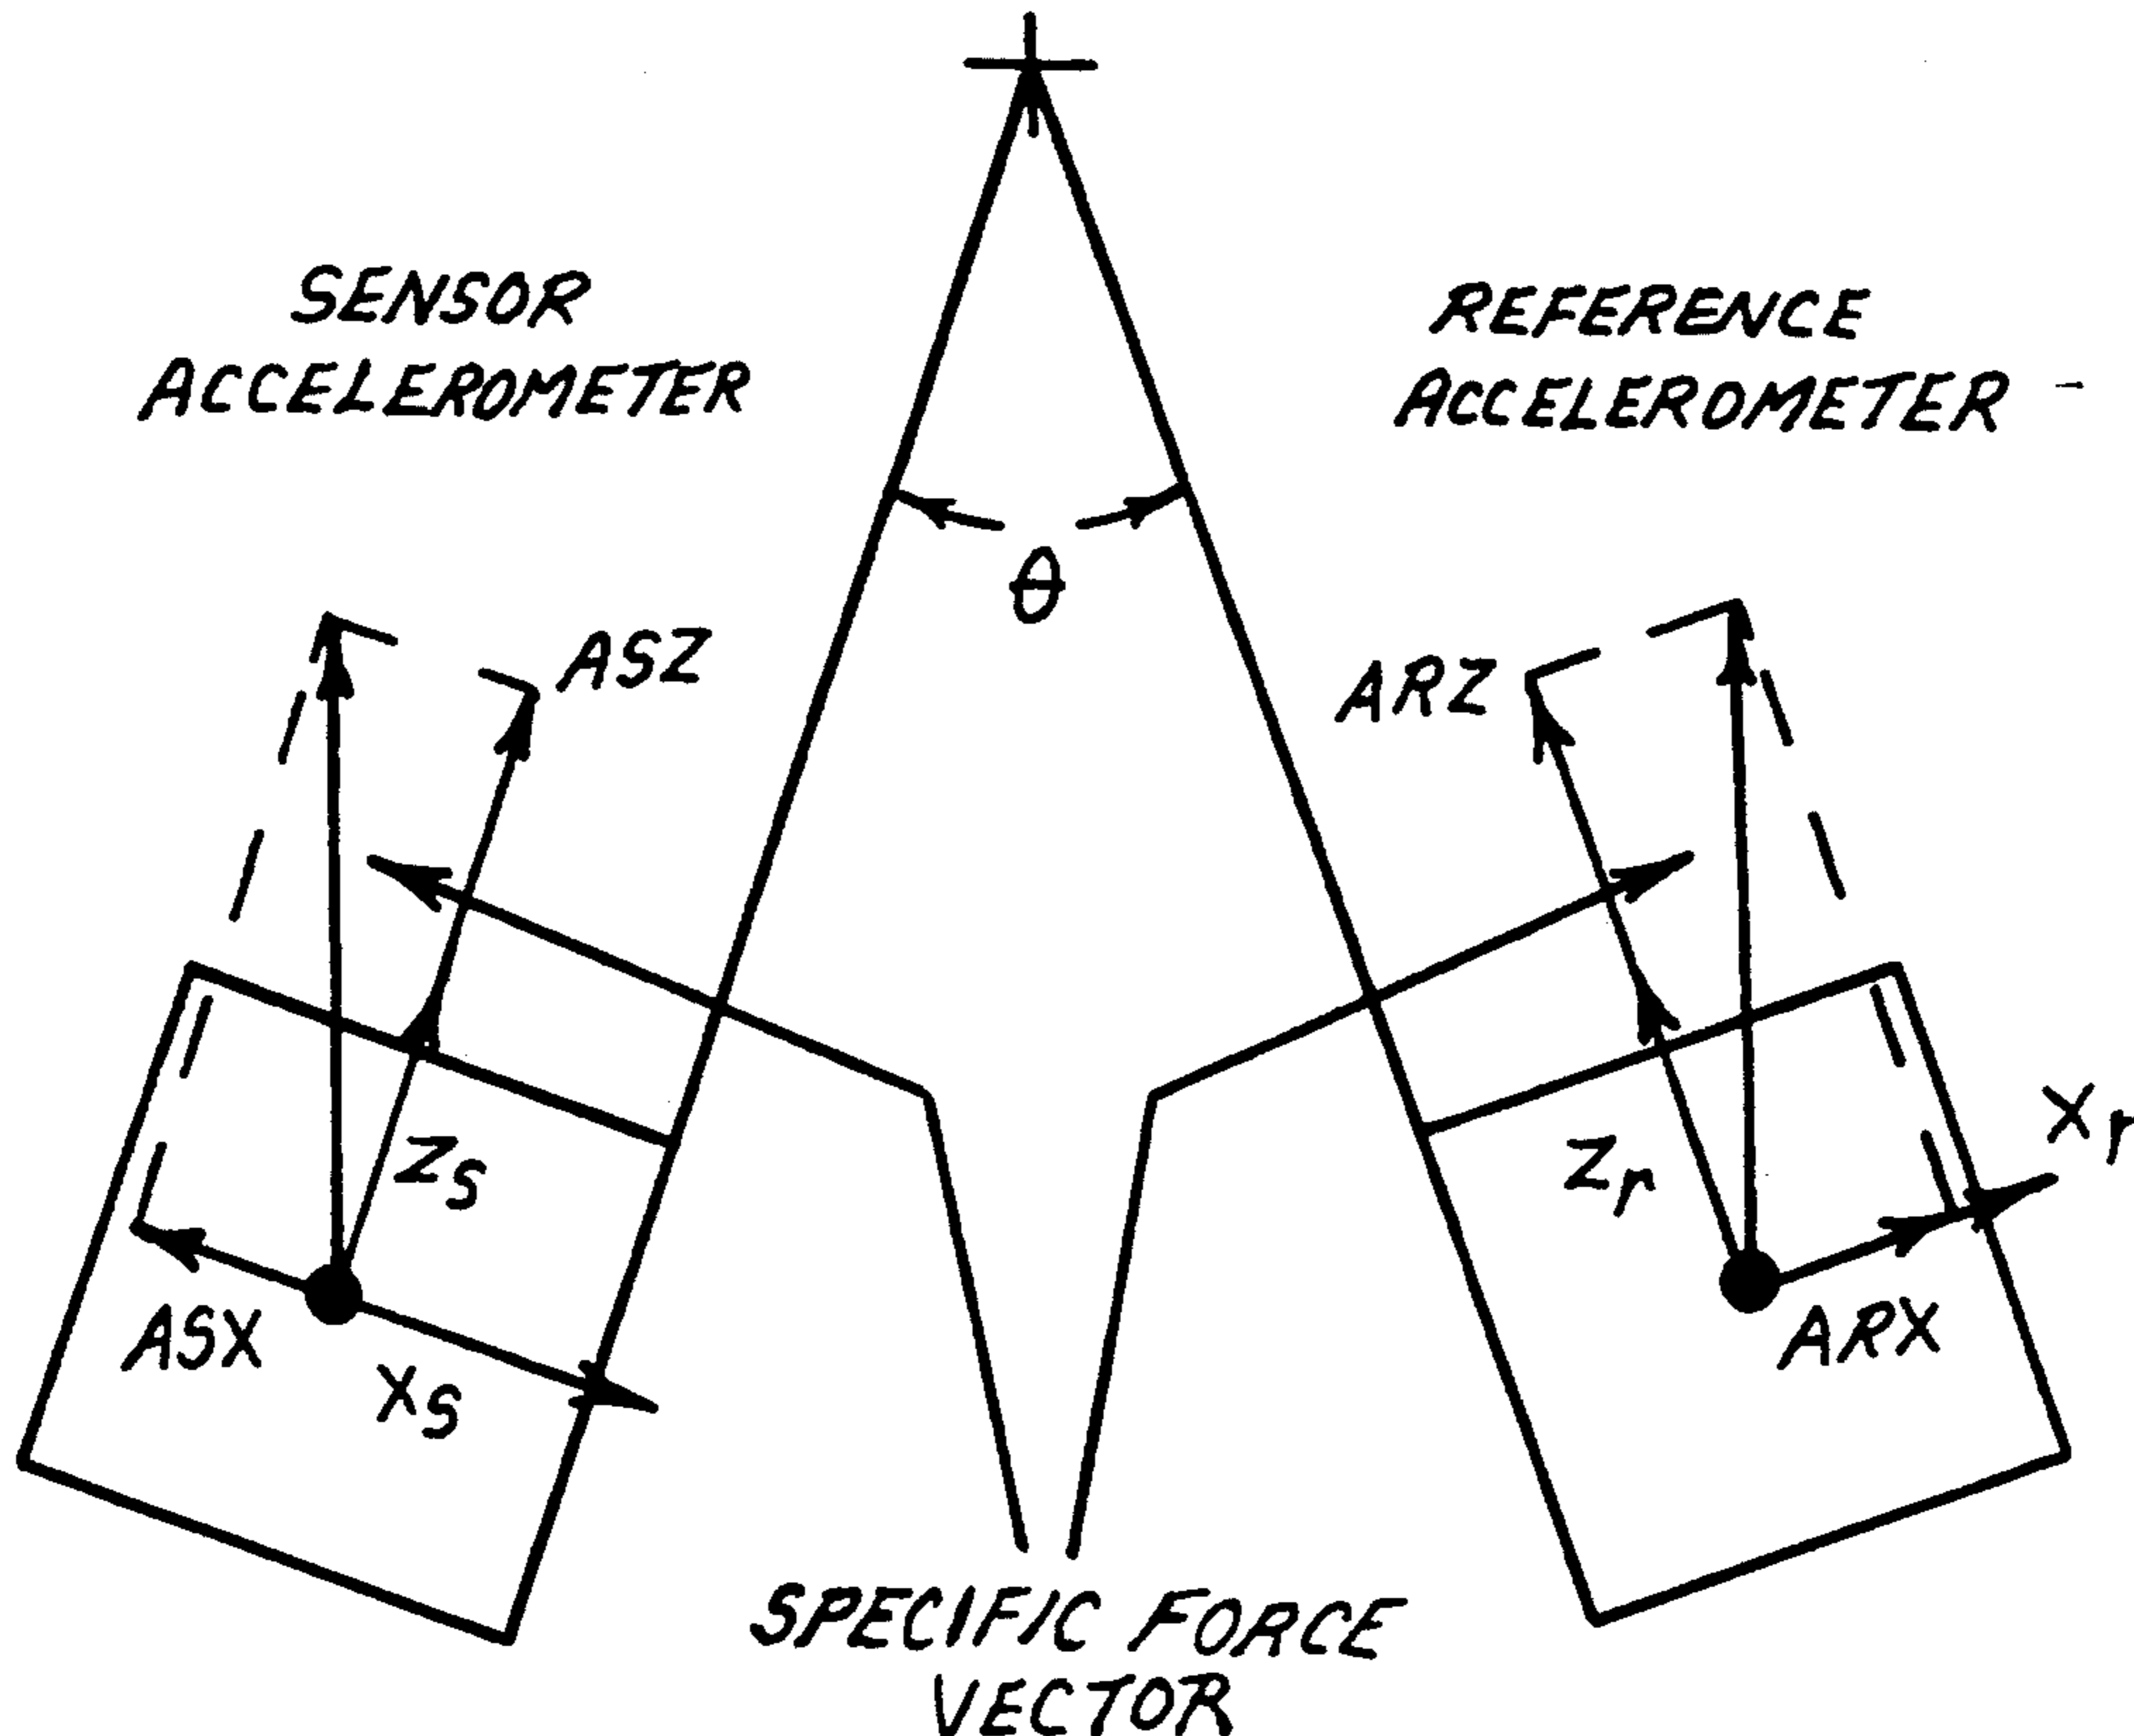 SENSOR
ACCELEROMETER
REFERENCE
ACCELEROMETER
θ
ASZ
ARZ
Zs
Zr
Xr
ASX
Xs
ARX
SPECIFIC FORCE
VECTOR